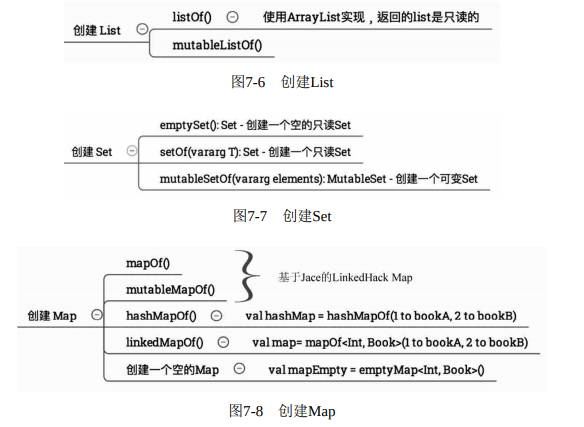 创建 List
listOf()
使用ArrayList实现，返回的list是只读的
mutableListOf()
图7-6 创建List
创建 Set
emptySet(): Set - 创建一个空的只读Set
setOf(vararg T): Set - 创建一个只读Set
mutableSetOf(vararg elements): MutableSet - 创建一个可变Set
图7-7 创建Set
创建 Map
mapOf()
mutableMapOf()
基于Jace的LinkedHack Map
hashMapOf()
val hashMap = hashMapOf(1 to bookA, 2 to bookB)
linkedMapOf()
val map= mapOf<Int, Book>(1 to bookA, 2 to bookB)
创建一个空的Map
val mapEmpty = emptyMap<Int, Book>()
图7-8 创建Map